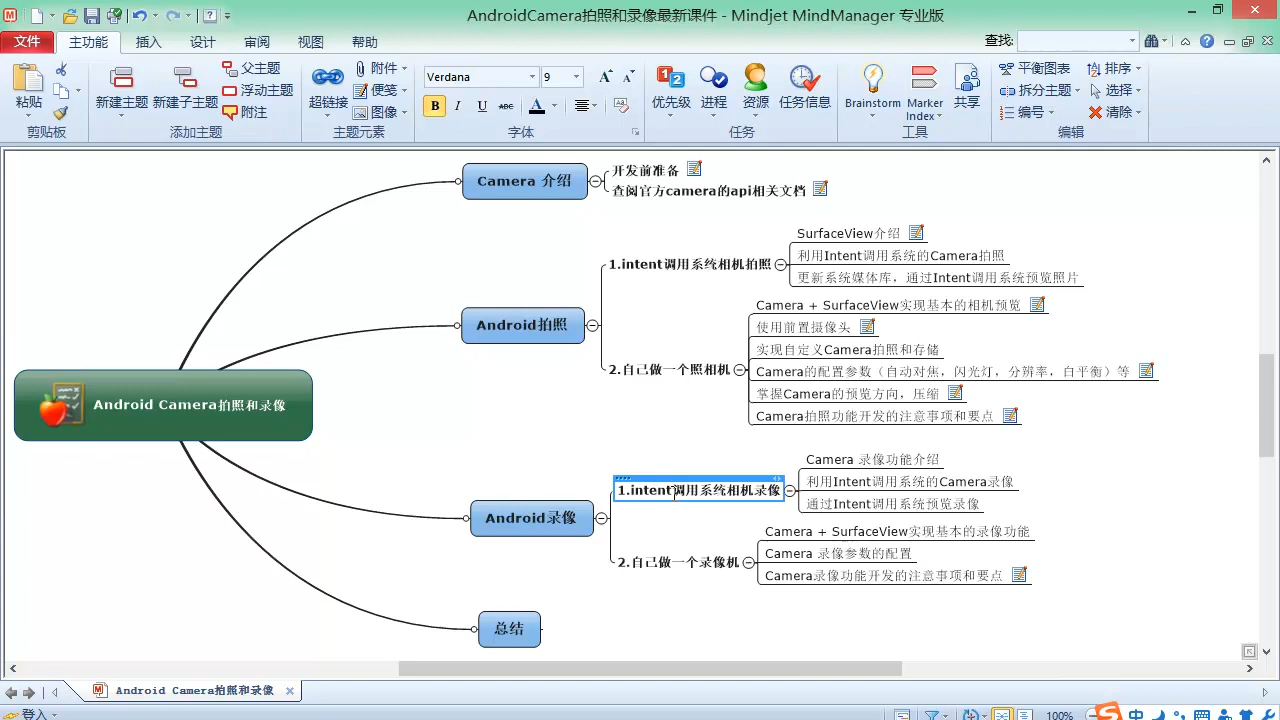 AndroidCamera拍照和录像最新课件 - Mindjet MindManager 专业版
文件 主功能 插入 设计 审阅 视图 帮助 查找:
粘贴
剪贴板
新建主题 新建子主题
父主题
浮动主题
附注
添加主题
超链接
附件
便笺
图像
主题元素
Verdana 9
B I U ABC A
字体
优先级 进程 资源 任务信息
任务
Brainstorm Marker Index 共享
工具
平衡图表 排序
拆分主题 选择
编号 清除
编辑
Camera 介绍
开发前准备
查阅官方camera的api相关文档
Android拍照
1.intent调用系统相机拍照
SurfaceView介绍
利用Intent调用系统的Camera拍照
更新系统媒体库，通过Intent调用系统预览照片
2.自己做一个照相机
Camera + SurfaceView实现基本的相机预览
使用前置摄像头
实现自定义Camera拍照和存储
Camera的配置参数（自动对焦，闪光灯，分辨率，白平衡）等
掌握Camera的预览方向，压缩
Camera拍照功能开发的注意事项和要点
Android Camera拍照和录像
Android录像
1.intent调用系统相机录像
Camera 录像功能介绍
利用Intent调用系统的Camera录像
通过Intent调用系统预览录像
2.自己做一个录像机
Camera + SurfaceView实现基本的录像功能
Camera 录像参数的配置
Camera录像功能开发的注意事项和要点
总结
Android Camera拍照和录像
登入 100% 中